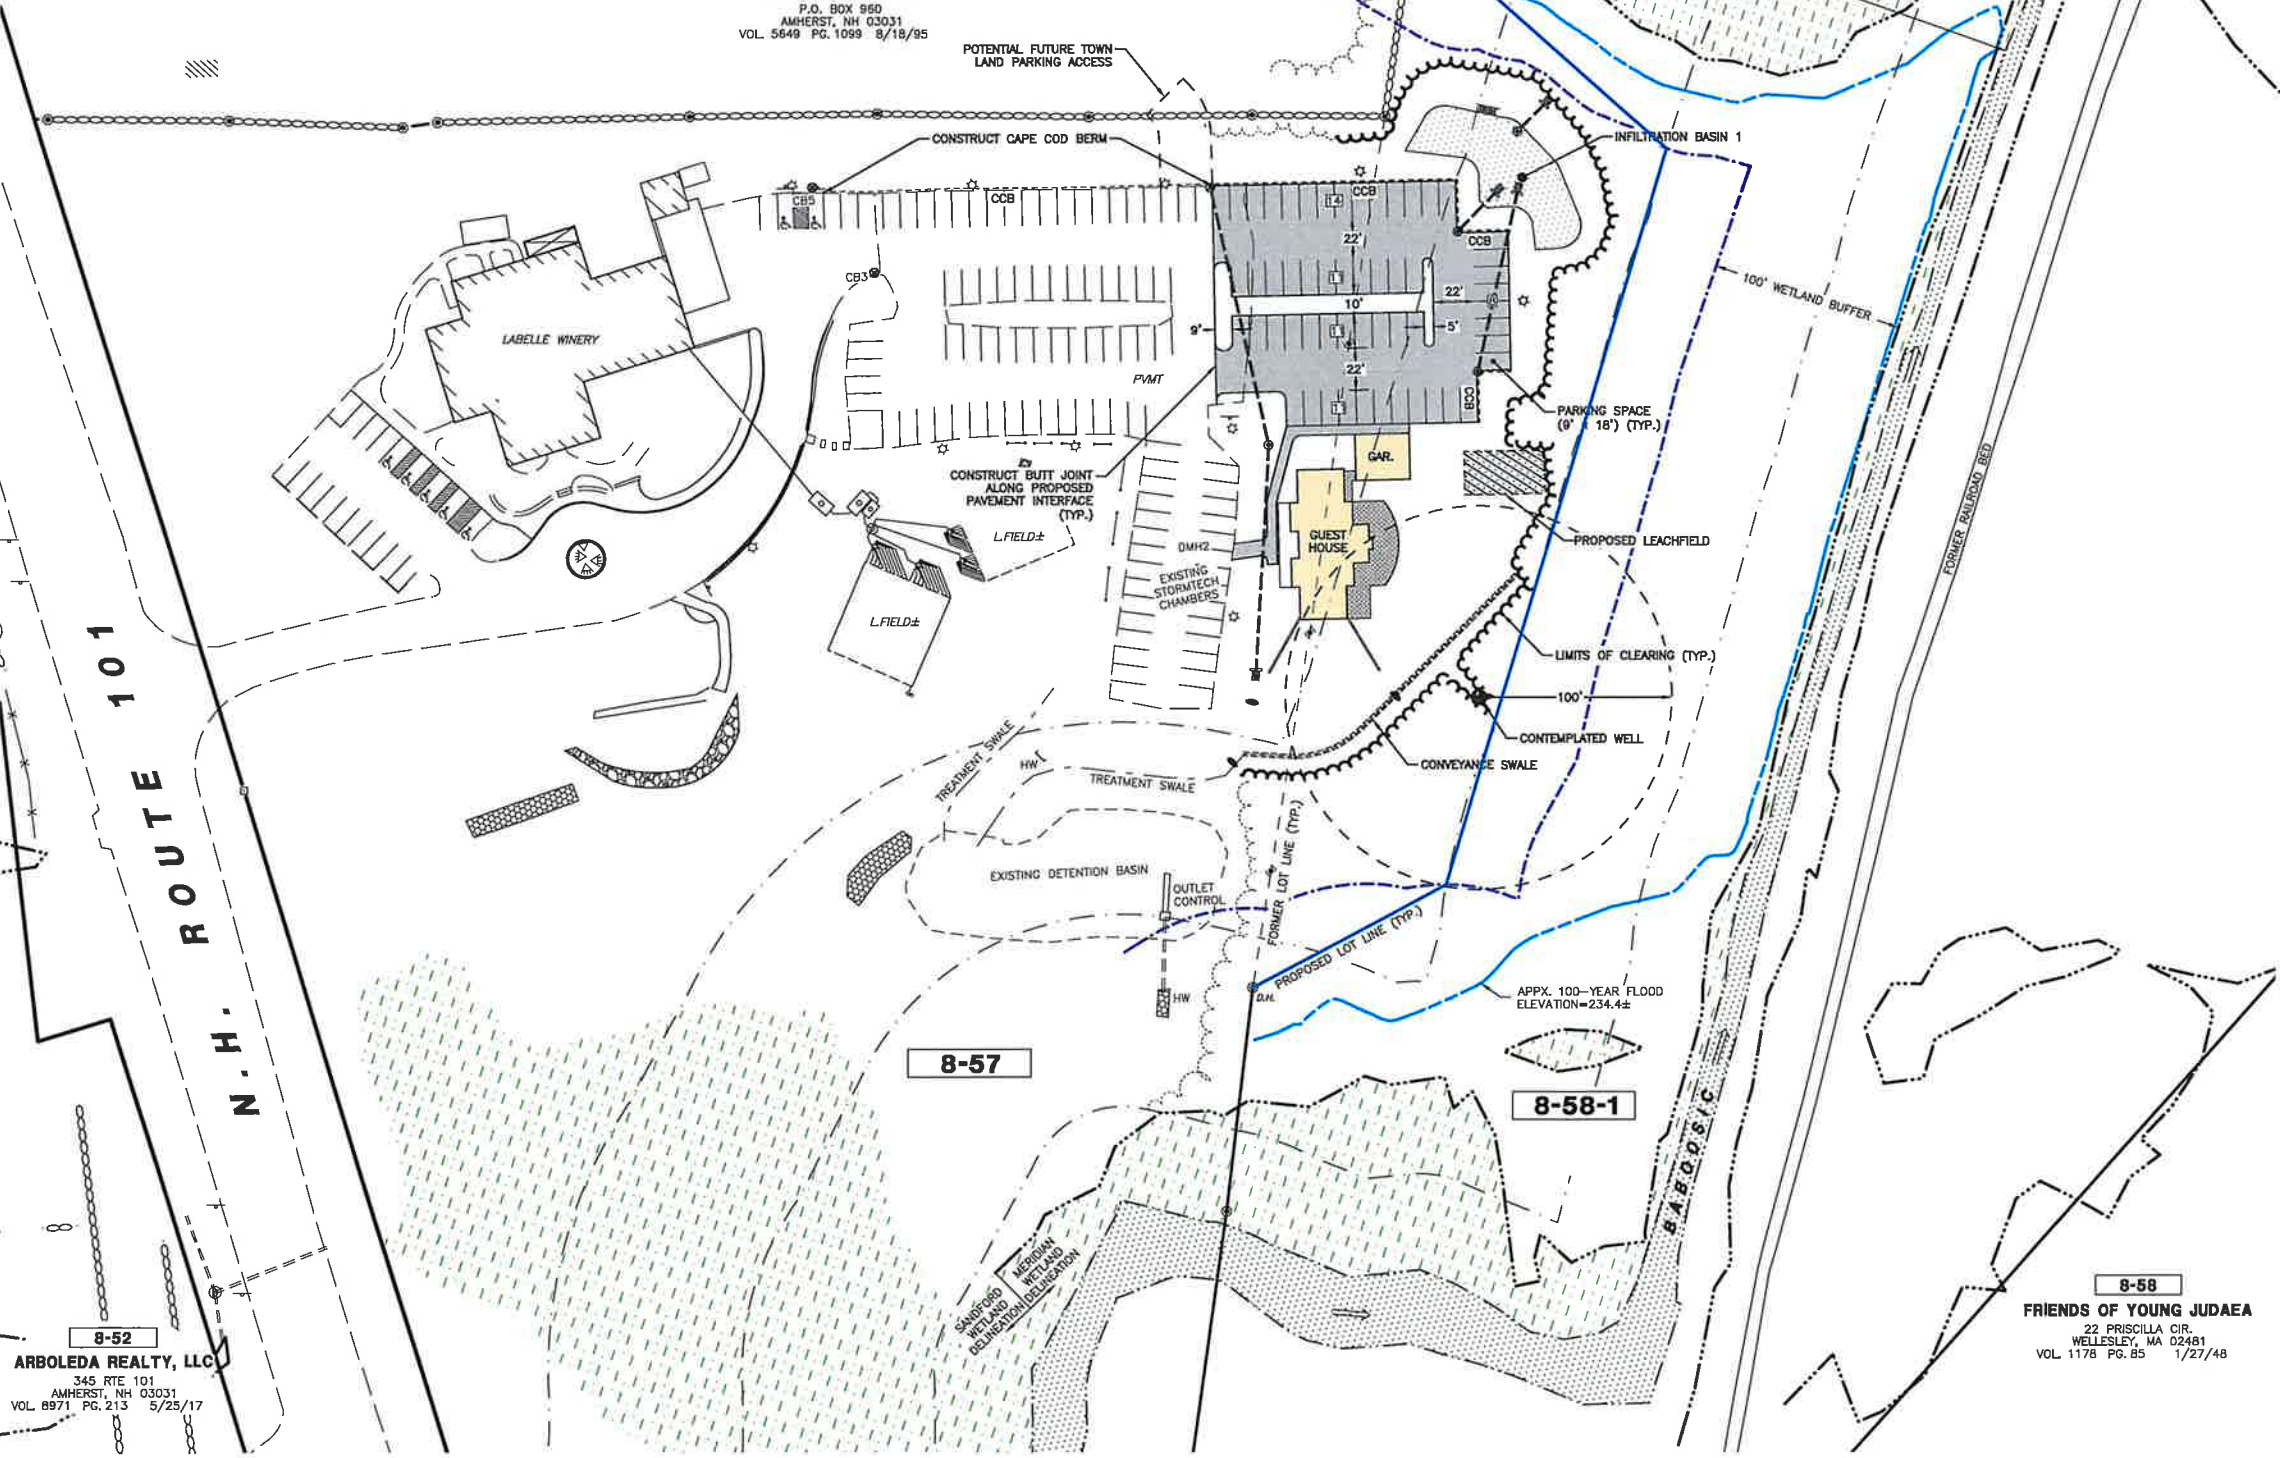 P.O. BOX 960
AMHERST, NH 03031
VOL. 5649 PG. 1099 8/18/95
POTENTIAL FUTURE TOWN
LAND PARKING ACCESS
CONSTRUCT CAPE COD BERM
INFILTRATION BASIN 1
CB5
CCB
CCB
14
CCB
22'
CB3
11
22'
10'
9'
5'
11
22'
100' WETLAND BUFFER
LABELLE WINERY
PVMT
CCB
11
PARKING SPACE
(9' X 18') (TYP.)
GAR.
CONSTRUCT BUTT JOINT
ALONG PROPOSED
PAVEMENT INTERFACE
(TYP.)
L.FIELD±
GUEST
HOUSE
DMH2
PROPOSED LEACHFIELD
FORMER RAILROAD BED
EXISTING
STORMTECH
CHAMBERS
L.FIELD±
LIMITS OF CLEARING (TYP.)
100'
CONTEMPLATED WELL
CONVEYANCE SWALE
TREATMENT SWALE
HW
TREATMENT SWALE
N.H. ROUTE 101
FORMER LOT LINE (TYP.)
EXISTING DETENTION BASIN
OUTLET
CONTROL
PROPOSED LOT LINE (TYP.)
D.H.
HW
APPX. 100-YEAR FLOOD
ELEVATION=234.4±
8-57
8-58-1
BABOOSIC
SANDFORD
WETLAND
DELINEATION
MERIDIAN
WETLAND
DELINEATION
8-52
ARBOLEDA REALTY, LLC
345 RTE 101
AMHERST, NH 03031
VOL. 8971 PG. 213 5/25/17
8-58
FRIENDS OF YOUNG JUDAEA
22 PRISCILLA CIR.
WELLESLEY, MA 02481
VOL. 1178 PG. 85 1/27/48